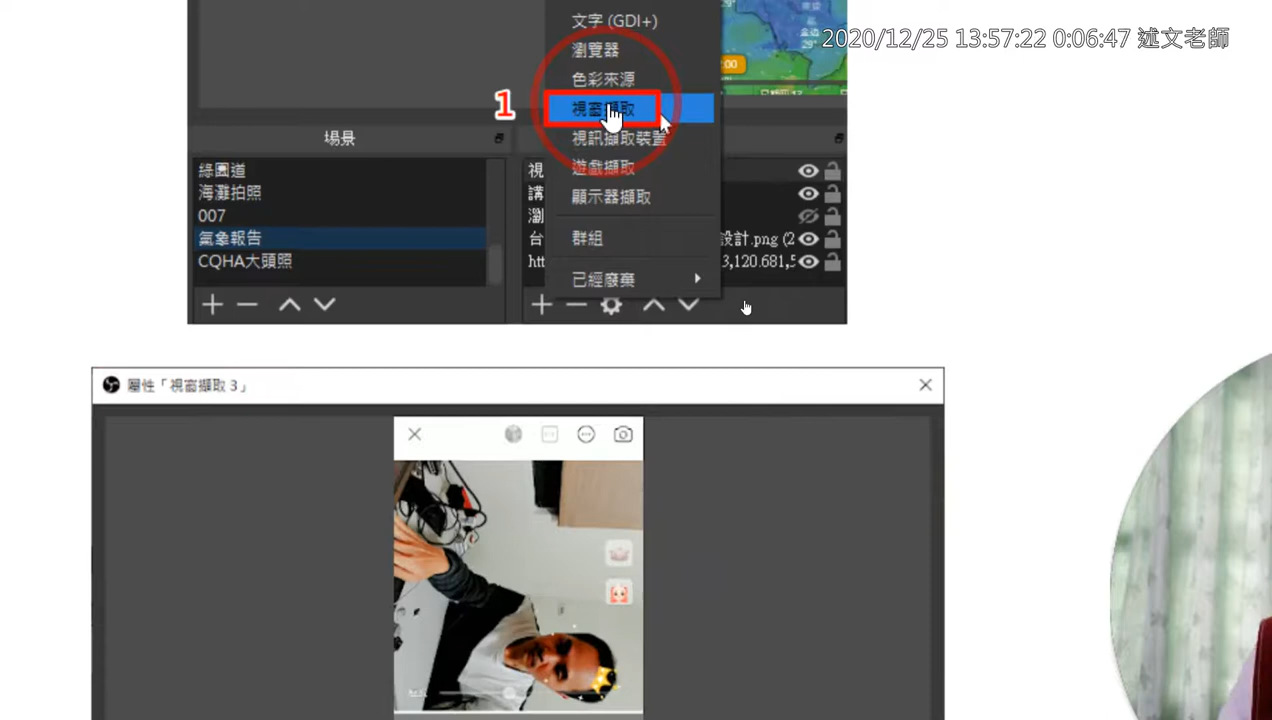 文字 (GDI+)
2020/12/25 13:57:22 0:06:47 述文老師
瀏覽器
色彩來源
:00
1
視窗擷取
場景
視訊擷取裝置
綠園道
視
遊戲擷取
海灘拍照
講
顯示器擷取
007
瀏
氣象報告
台
群組
設計.png (2
CQHA大頭照
htt
3,120.681,5
已經廢棄
屬性「視窗擷取 3」